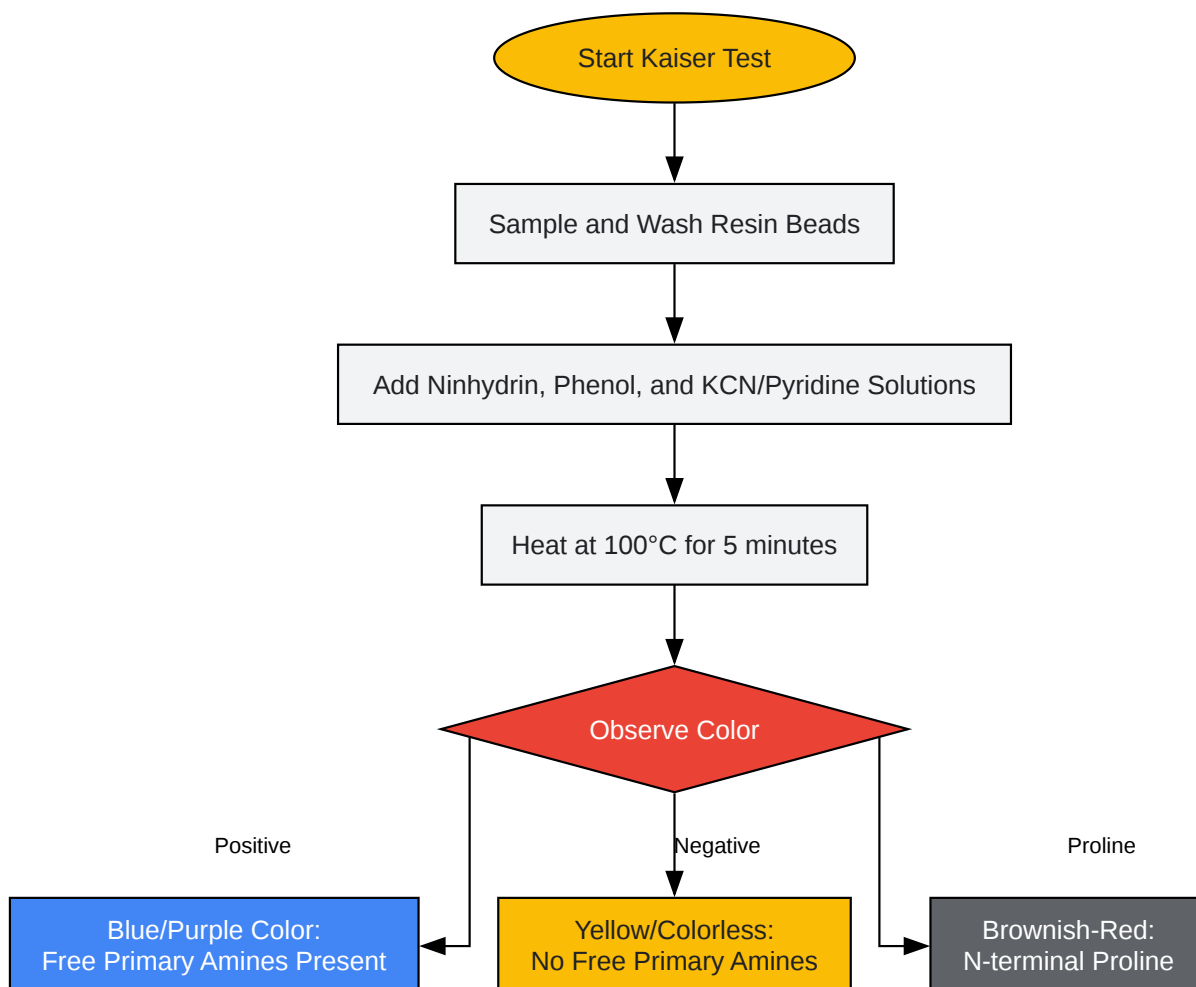 Start Kaiser Test
Sample and Wash Resin Beads
Add Ninhydrin, Phenol, and KCN/Pyridine Solutions
Heat at 100°C for 5 minutes
Observe Color
Positive
Negative
Proline
Blue/Purple Color:
Free Primary Amines Present
Yellow/Colorless:
No Free Primary Amines
Brownish-Red:
N-terminal Proline